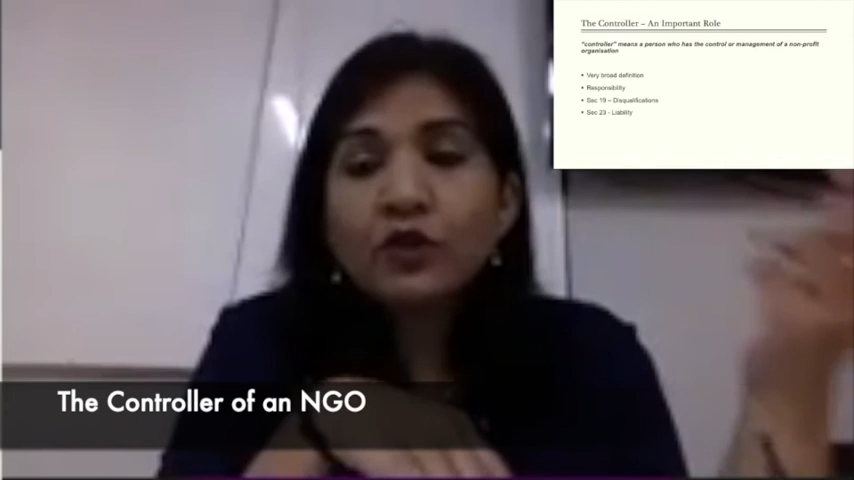 The Controller – An Important Role
"controller" means a person who has the control or management of a non-profit
organisation
• Very broad definition
• Responsibility
• Sec 19 – Disqualifications
• Sec 23 - Liability
The Controller of an NGO